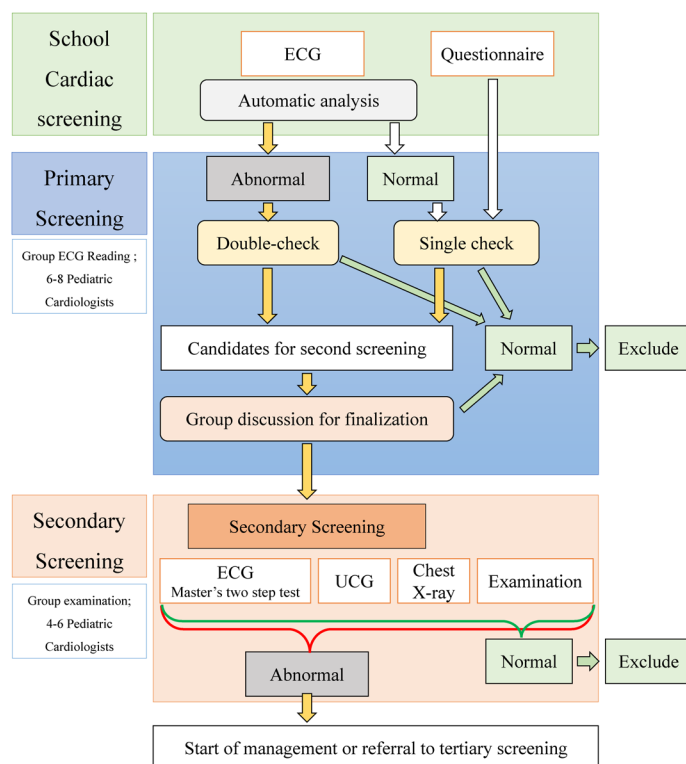 School
Cardiac
screening
ECG
Questionnaire
Automatic analysis
Primary
Screening
Group ECG Reading ;
6-8 Pediatric
Cardiologists
Abnormal
Normal
Double-check
Single check
Candidates for second screening
Normal
Exclude
Group discussion for finalization
Secondary
Screening
Group examination;
4-6 Pediatric
Cardiologists
Secondary Screening
ECG
Master's two step test
UCG
Chest
X-ray
Examination
Abnormal
Normal
Exclude
Start of management or referral to tertiary screening